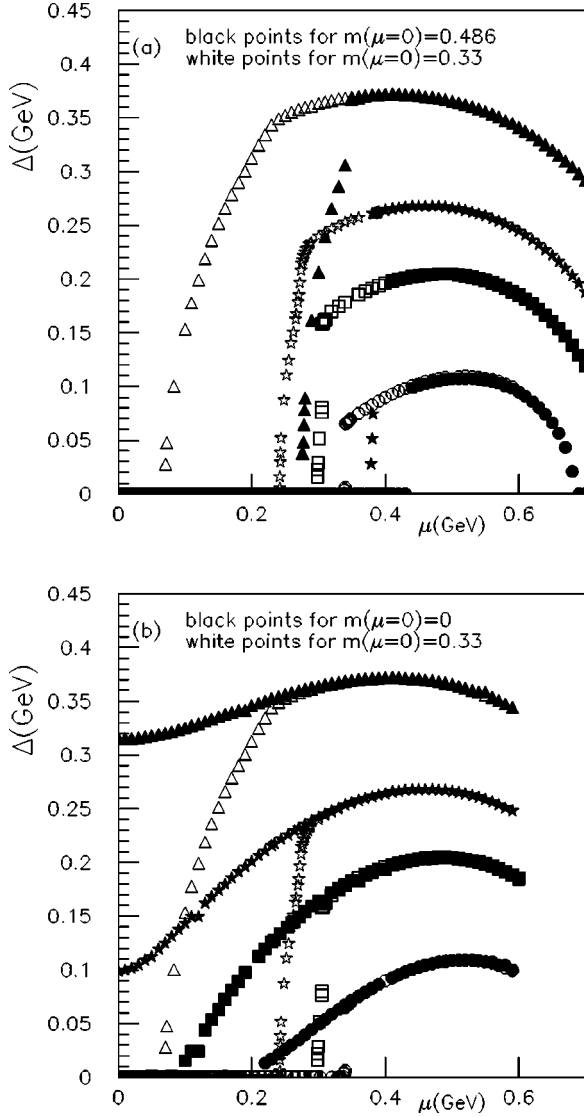 0.45
(a)
black points for m(μ=0)=0.486
white points for m(μ=0)=0.33
0.4
0.35
0.3
0.25
0.2
0.15
0.1
0.05
0
Δ(GeV)
0
0.2
0.4
0.6
μ(GeV)
0.45
(b)
black points for m(μ=0)=0
white points for m(μ=0)=0.33
0.4
0.35
0.3
0.25
0.2
0.15
0.1
0.05
0
Δ(GeV)
0
0.2
0.4
0.6
μ(GeV)